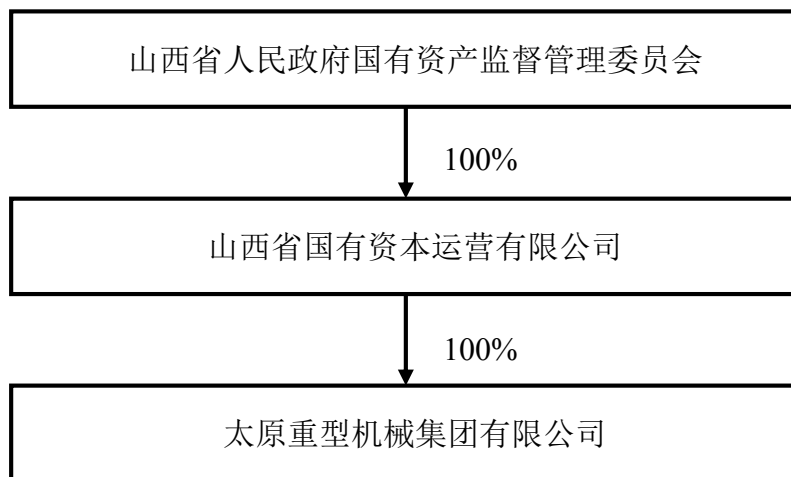 山西省人民政府国有资产监督管理委员会
100%
山西省国有资本运营有限公司
100%
太原重型机械集团有限公司